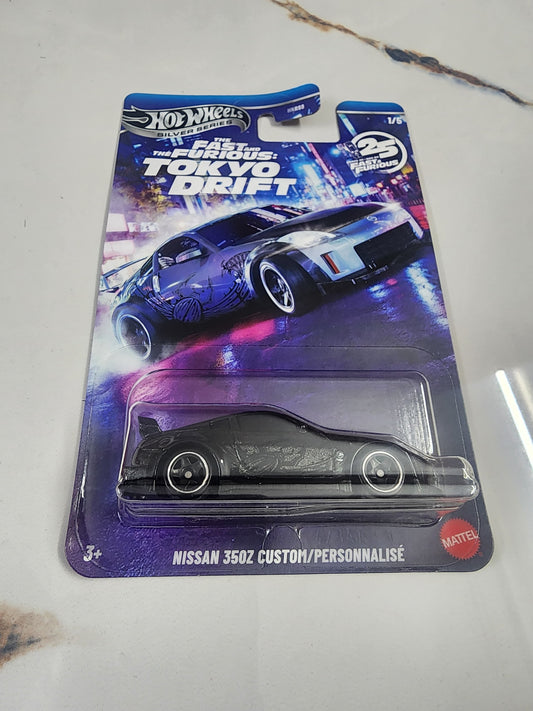 HOT WHEELS
SILVER SERIES
1/5
THE
FAST AND
THE FURIOUS:
TOKYO
DRIFT
25
FAST &
FURIOUS
3+
NISSAN 350Z CUSTOM/PERSONNALISÉ
MATTEL